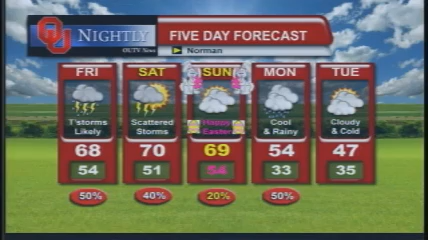 OU NIGHTLY
OUTV News
FIVE DAY FORECAST
Norman
FRI SAT SUN MON TUE
T'storms Likely
Scattered Storms
Happy Easter
Cool & Rainy
Cloudy & Cold
68 70 69 54 47
54 51 54 33 35
50% 40% 20% 50%